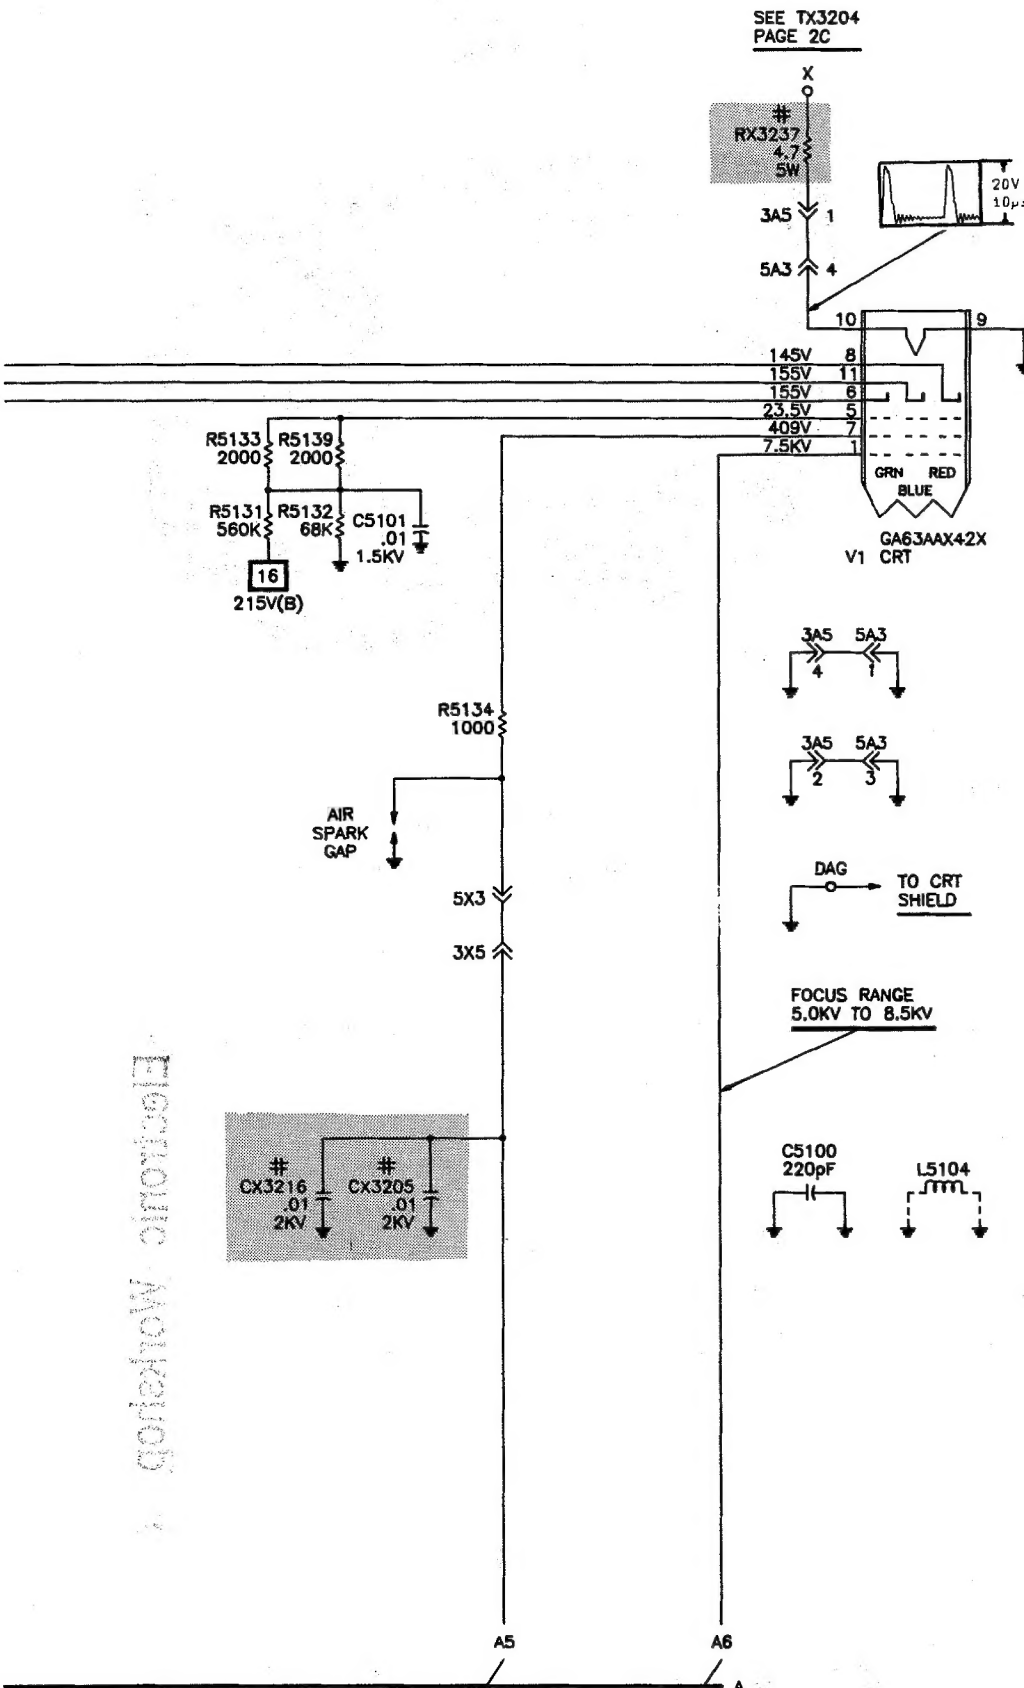 SEE TX3204
PAGE 2C
X
#
RX3237
4.7
5W
3A5 1
5A3 4
20V
10µs
10 9
145V 8
155V 11
155V 6
23.5V 5
409V 7
7.5KV 1
GRN RED
BLUE
GA63AAX42X
V1 CRT
R5133 R5139
2000 2000
R5131 R5132 C5101
560K 68K .01
1.5KV
16
215V(B)
3A5 5A3
4 1
R5134
1000
3A5 5A3
2 3
AIR
SPARK
GAP
DAG
TO CRT
SHIELD
5X3
3X5
FOCUS RANGE
5.0KV TO 8.5KV
Electronic Workshop
# #
CX3216 CX3205
.01 .01
2KV 2KV
C5100
220pF
L5104
A5 A6
A